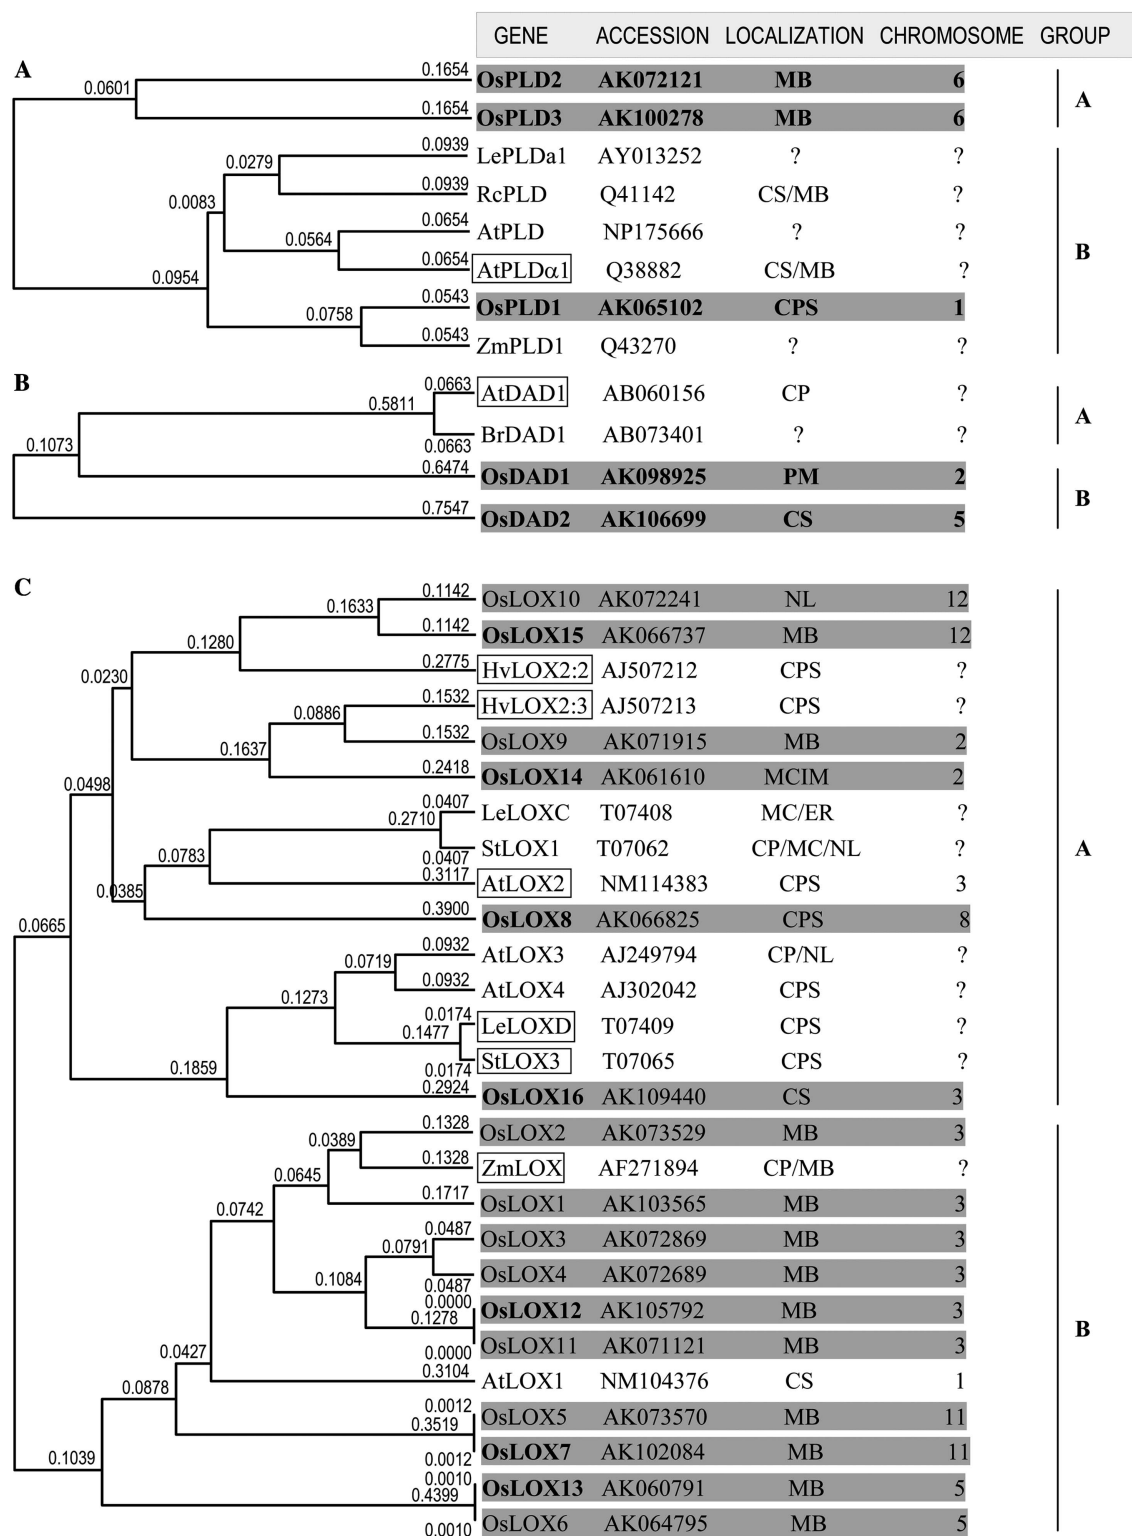 GENE ACCESSION LOCALIZATION CHROMOSOME GROUP
A
0.0601 0.1654 OsPLD2 AK072121 MB 6
0.1654 OsPLD3 AK100278 MB 6
A
0.0939 LePLDa1 AY013252 ? ?
0.0279
0.0939 RcPLD Q41142 CS/MB ?
0.0083
0.0654 AtPLD NP175666 ? ?
0.0564
B
0.0654 AtPLDα1 Q38882 CS/MB ?
0.0954
0.0543 OsPLD1 AK065102 CPS 1
0.0758
0.0543 ZmPLD1 Q43270 ? ?
B
0.0663 AtDAD1 AB060156 CP ?
0.5811
A
0.0663 BrDAD1 AB073401 ? ?
0.1073
0.6474 OsDAD1 AK098925 PM 2
B
0.7547 OsDAD2 AK106699 CS 5
C
0.1142 OsLOX10 AK072241 NL 12
0.1633
0.1142 OsLOX15 AK066737 MB 12
0.1280
0.2775 HvLOX2:2 AJ507212 CPS ?
0.0230
0.1532 HvLOX2:3 AJ507213 CPS ?
0.0886
0.1532 OsLOX9 AK071915 MB 2
0.1637
0.2418 OsLOX14 AK061610 MCIM 2
0.0498
0.0407 LeLOXC T07408 MC/ER ?
0.2710
0.0407 StLOX1 T07062 CP/MC/NL ?
A
0.0783
0.3117 AtLOX2 NM114383 CPS 3
0.0385
0.3900 OsLOX8 AK066825 CPS 8
0.0665
0.0932 AtLOX3 AJ249794 CP/NL ?
0.0719
0.0932 AtLOX4 AJ302042 CPS ?
0.1273
0.0174 LeLOXD T07409 CPS ?
0.1477
0.0174 StLOX3 T07065 CPS ?
0.1859
0.2924 OsLOX16 AK109440 CS 3
0.1328 OsLOX2 AK073529 MB 3
0.0389
0.1328 ZmLOX AF271894 CP/MB ?
0.0645
0.1717 OsLOX1 AK103565 MB 3
0.0742
0.0487 OsLOX3 AK072869 MB 3
0.0791
0.0487 OsLOX4 AK072689 MB 3
0.1084
0.0000 OsLOX12 AK105792 MB 3
0.1278
B
0.0000 OsLOX11 AK071121 MB 3
0.0427
0.3104 AtLOX1 NM104376 CS 1
0.0878
0.0012 OsLOX5 AK073570 MB 11
0.3519
0.0012 OsLOX7 AK102084 MB 11
0.1039
0.0010 OsLOX13 AK060791 MB 5
0.4399
0.0010 OsLOX6 AK064795 MB 5